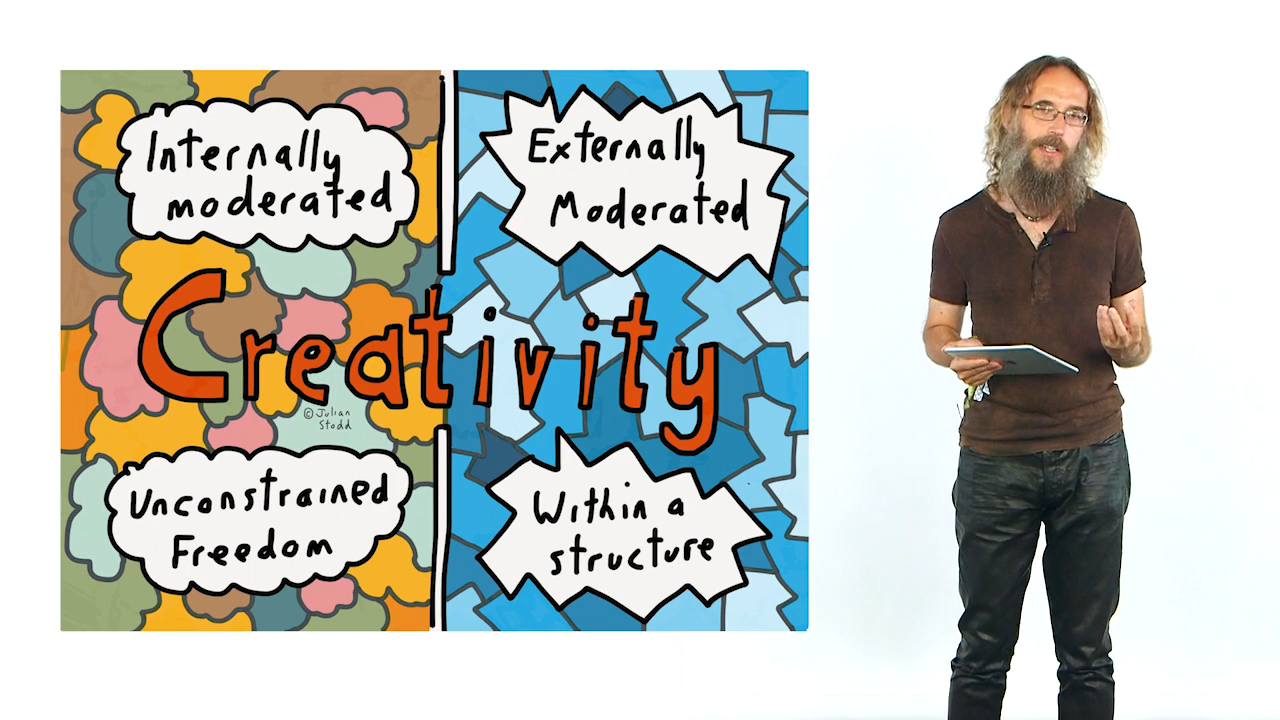 Internally
moderated
Externally
Moderated
Creativity
© Julian
Stodd
Unconstrained
Freedom
Within a
structure